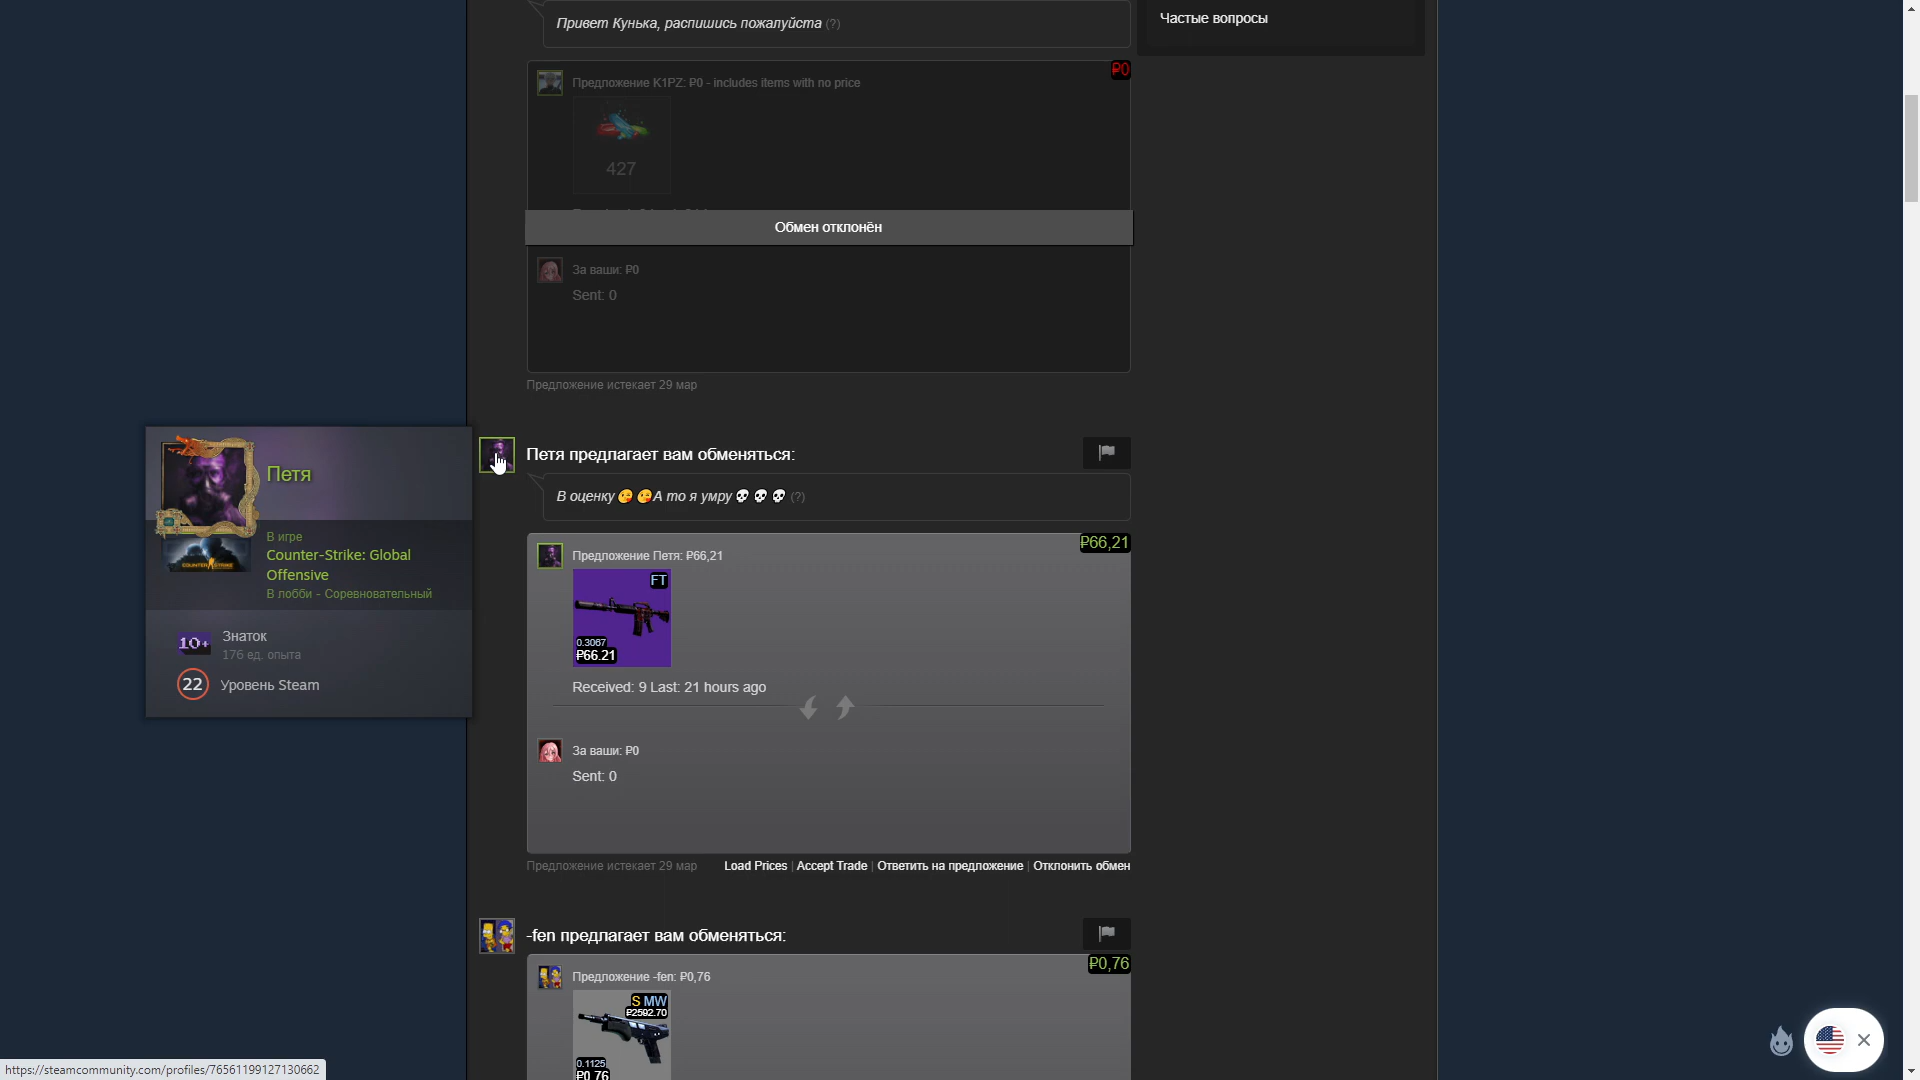 Частые вопросы
Привет Кунька, распишись пожалуйста (?)
₽0
Предложение K1PZ: ₽0 - includes items with no price
427
Обмен отклонён
За ваши: ₽0
Sent: 0
Предложение истекает 29 мар
Петя
В игре
Counter-Strike: Global
Offensive
В лобби - Соревновательный
COUNTER STRIKE
10+
Знаток
176 ед. опыта
22
Уровень Steam
Петя предлагает вам обменяться:
В оценку😘😘А то я умру💀💀💀 (?)
₽66,21
Предложение Петя: ₽66,21
FT
0.3067
₽66.21
Received: 9 Last: 21 hours ago
За ваши: ₽0
Sent: 0
Предложение истекает 29 мар
Load Prices | Accept Trade | Ответить на предложение | Отклонить обмен
-fen предлагает вам обменяться:
₽0,76
Предложение -fen: ₽0,76
S MW
₽2592.70
0.1125
₽0.76
https://steamcommunity.com/profiles/76561199127130662